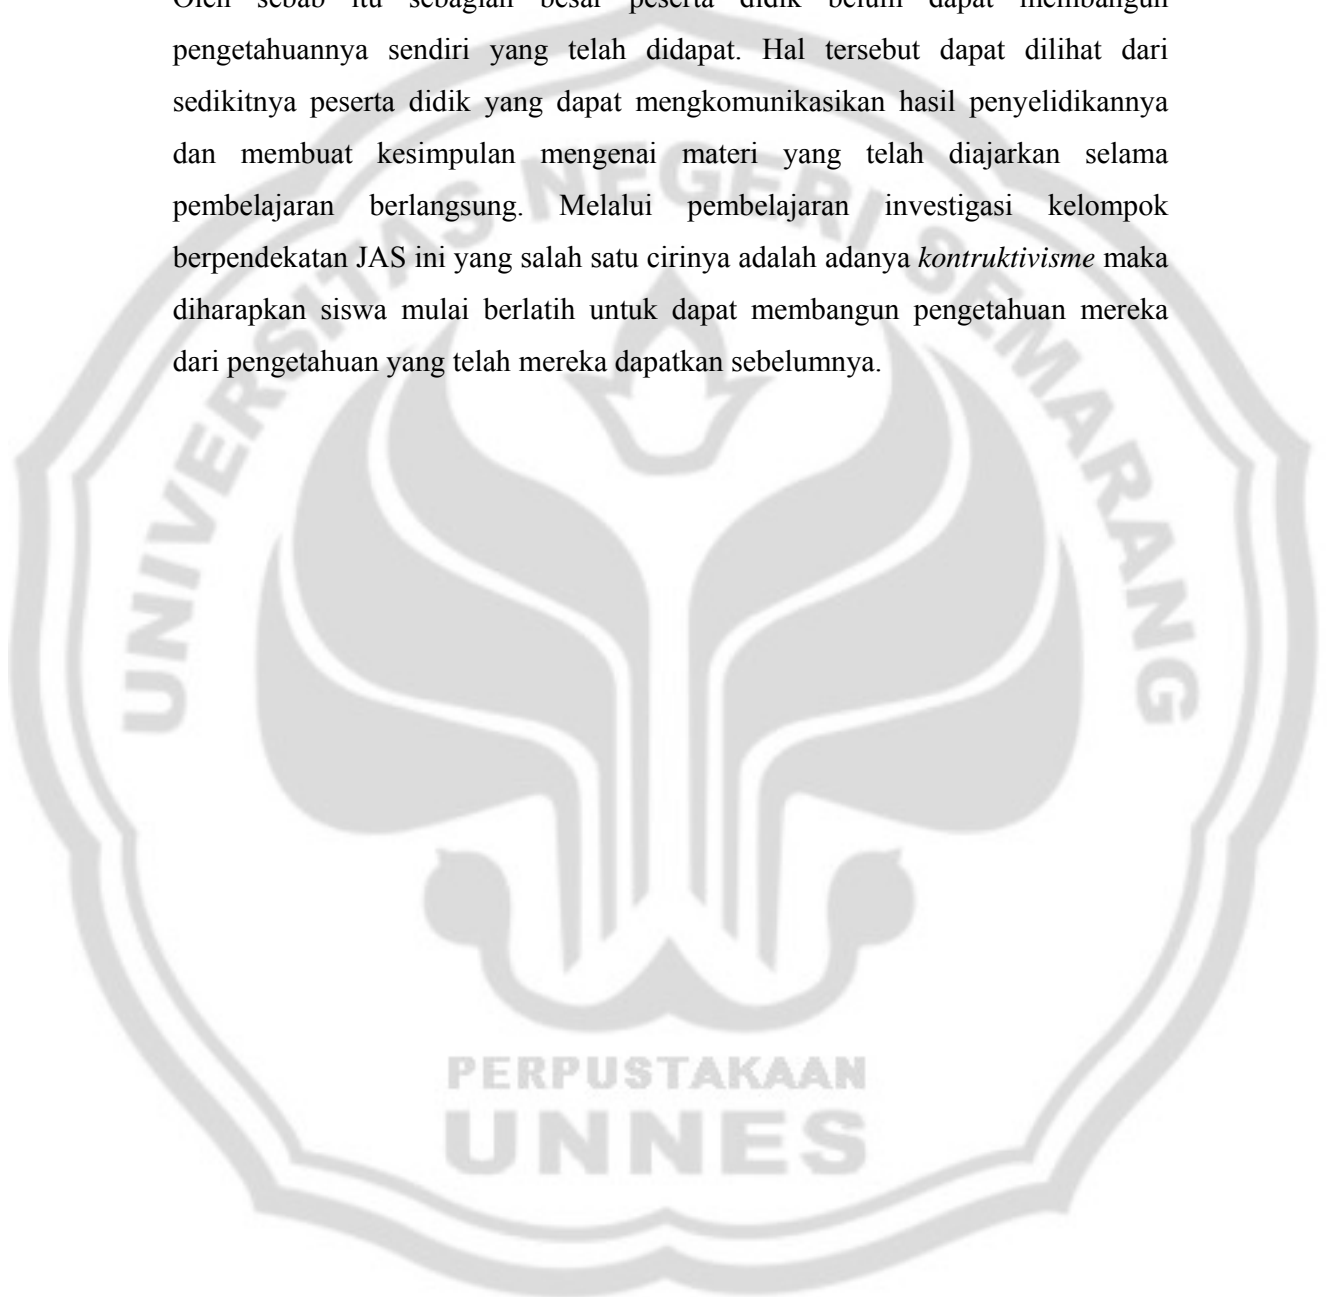 Oleh sebab itu sebagian besar peserta didik belum dapat membangun
pengetahuannya sendiri yang telah didapat. Hal tersebut dapat dilihat dari
sedikitnya peserta didik yang dapat mengkomunikasikan hasil penyelidikannya
dan membuat kesimpulan mengenai materi yang telah diajarkan selama
pembelajaran berlangsung. Melalui pembelajaran investigasi kelompok
berpendekatan JAS ini yang salah satu cirinya adalah adanya kontruktivisme maka
diharapkan siswa mulai berlatih untuk dapat membangun pengetahuan mereka
dari pengetahuan yang telah mereka dapatkan sebelumnya.
UNIVERSITAS NEGERI SEMARANG
PERPUSTAKAAN
UNNES